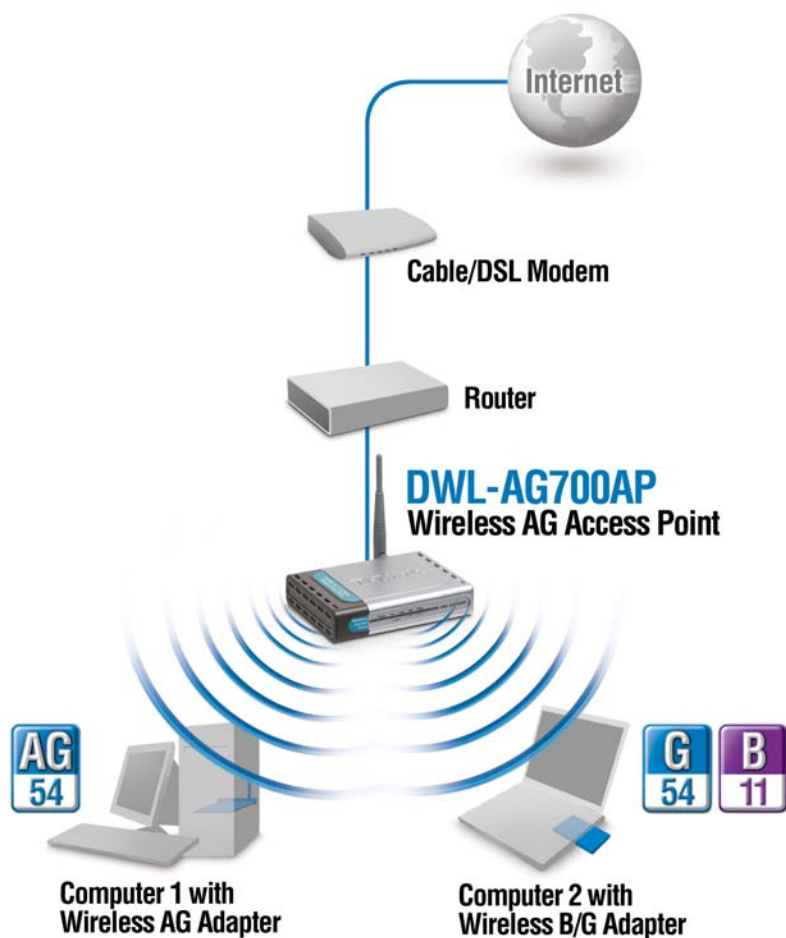 Internet
Cable/DSL Modem
Router
DWL-AG700AP
Wireless AG Access Point
AG
54
G
54
B
11
Computer 1 with
Wireless AG Adapter
Computer 2 with
Wireless B/G Adapter